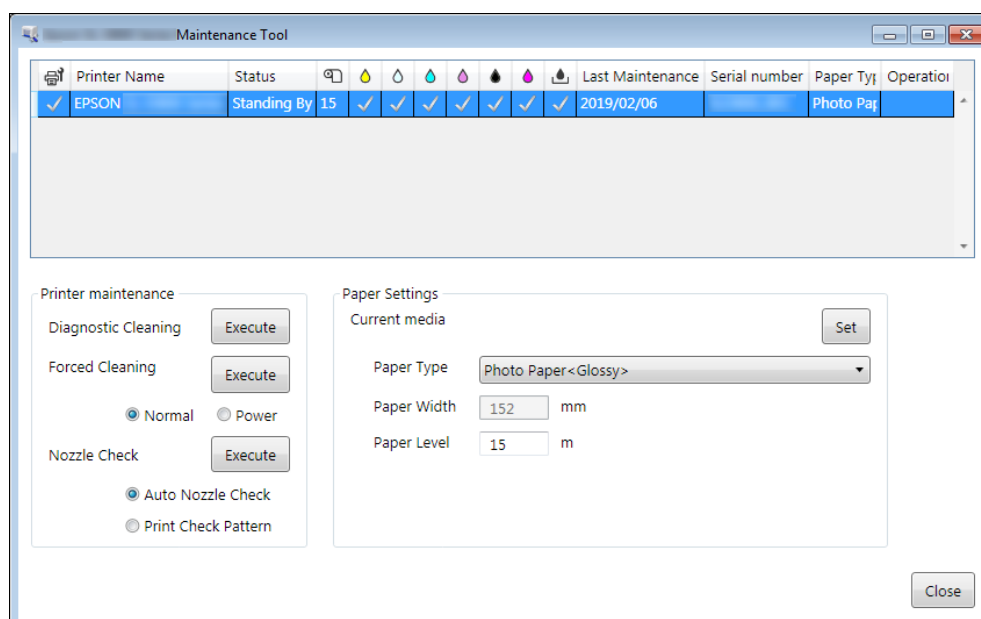 Maintenance Tool
Printer Name Status Last Maintenance Serial number Paper Typ Operation
EPSON Standing By 15 2019/02/06 Photo Pap
Printer maintenance
Diagnostic Cleaning Execute
Forced Cleaning Execute
Normal Power
Nozzle Check Execute
Auto Nozzle Check
Print Check Pattern
Paper Settings
Current media
Set
Paper Type Photo Paper<Glossy>
Paper Width 152 mm
Paper Level 15 m
Close